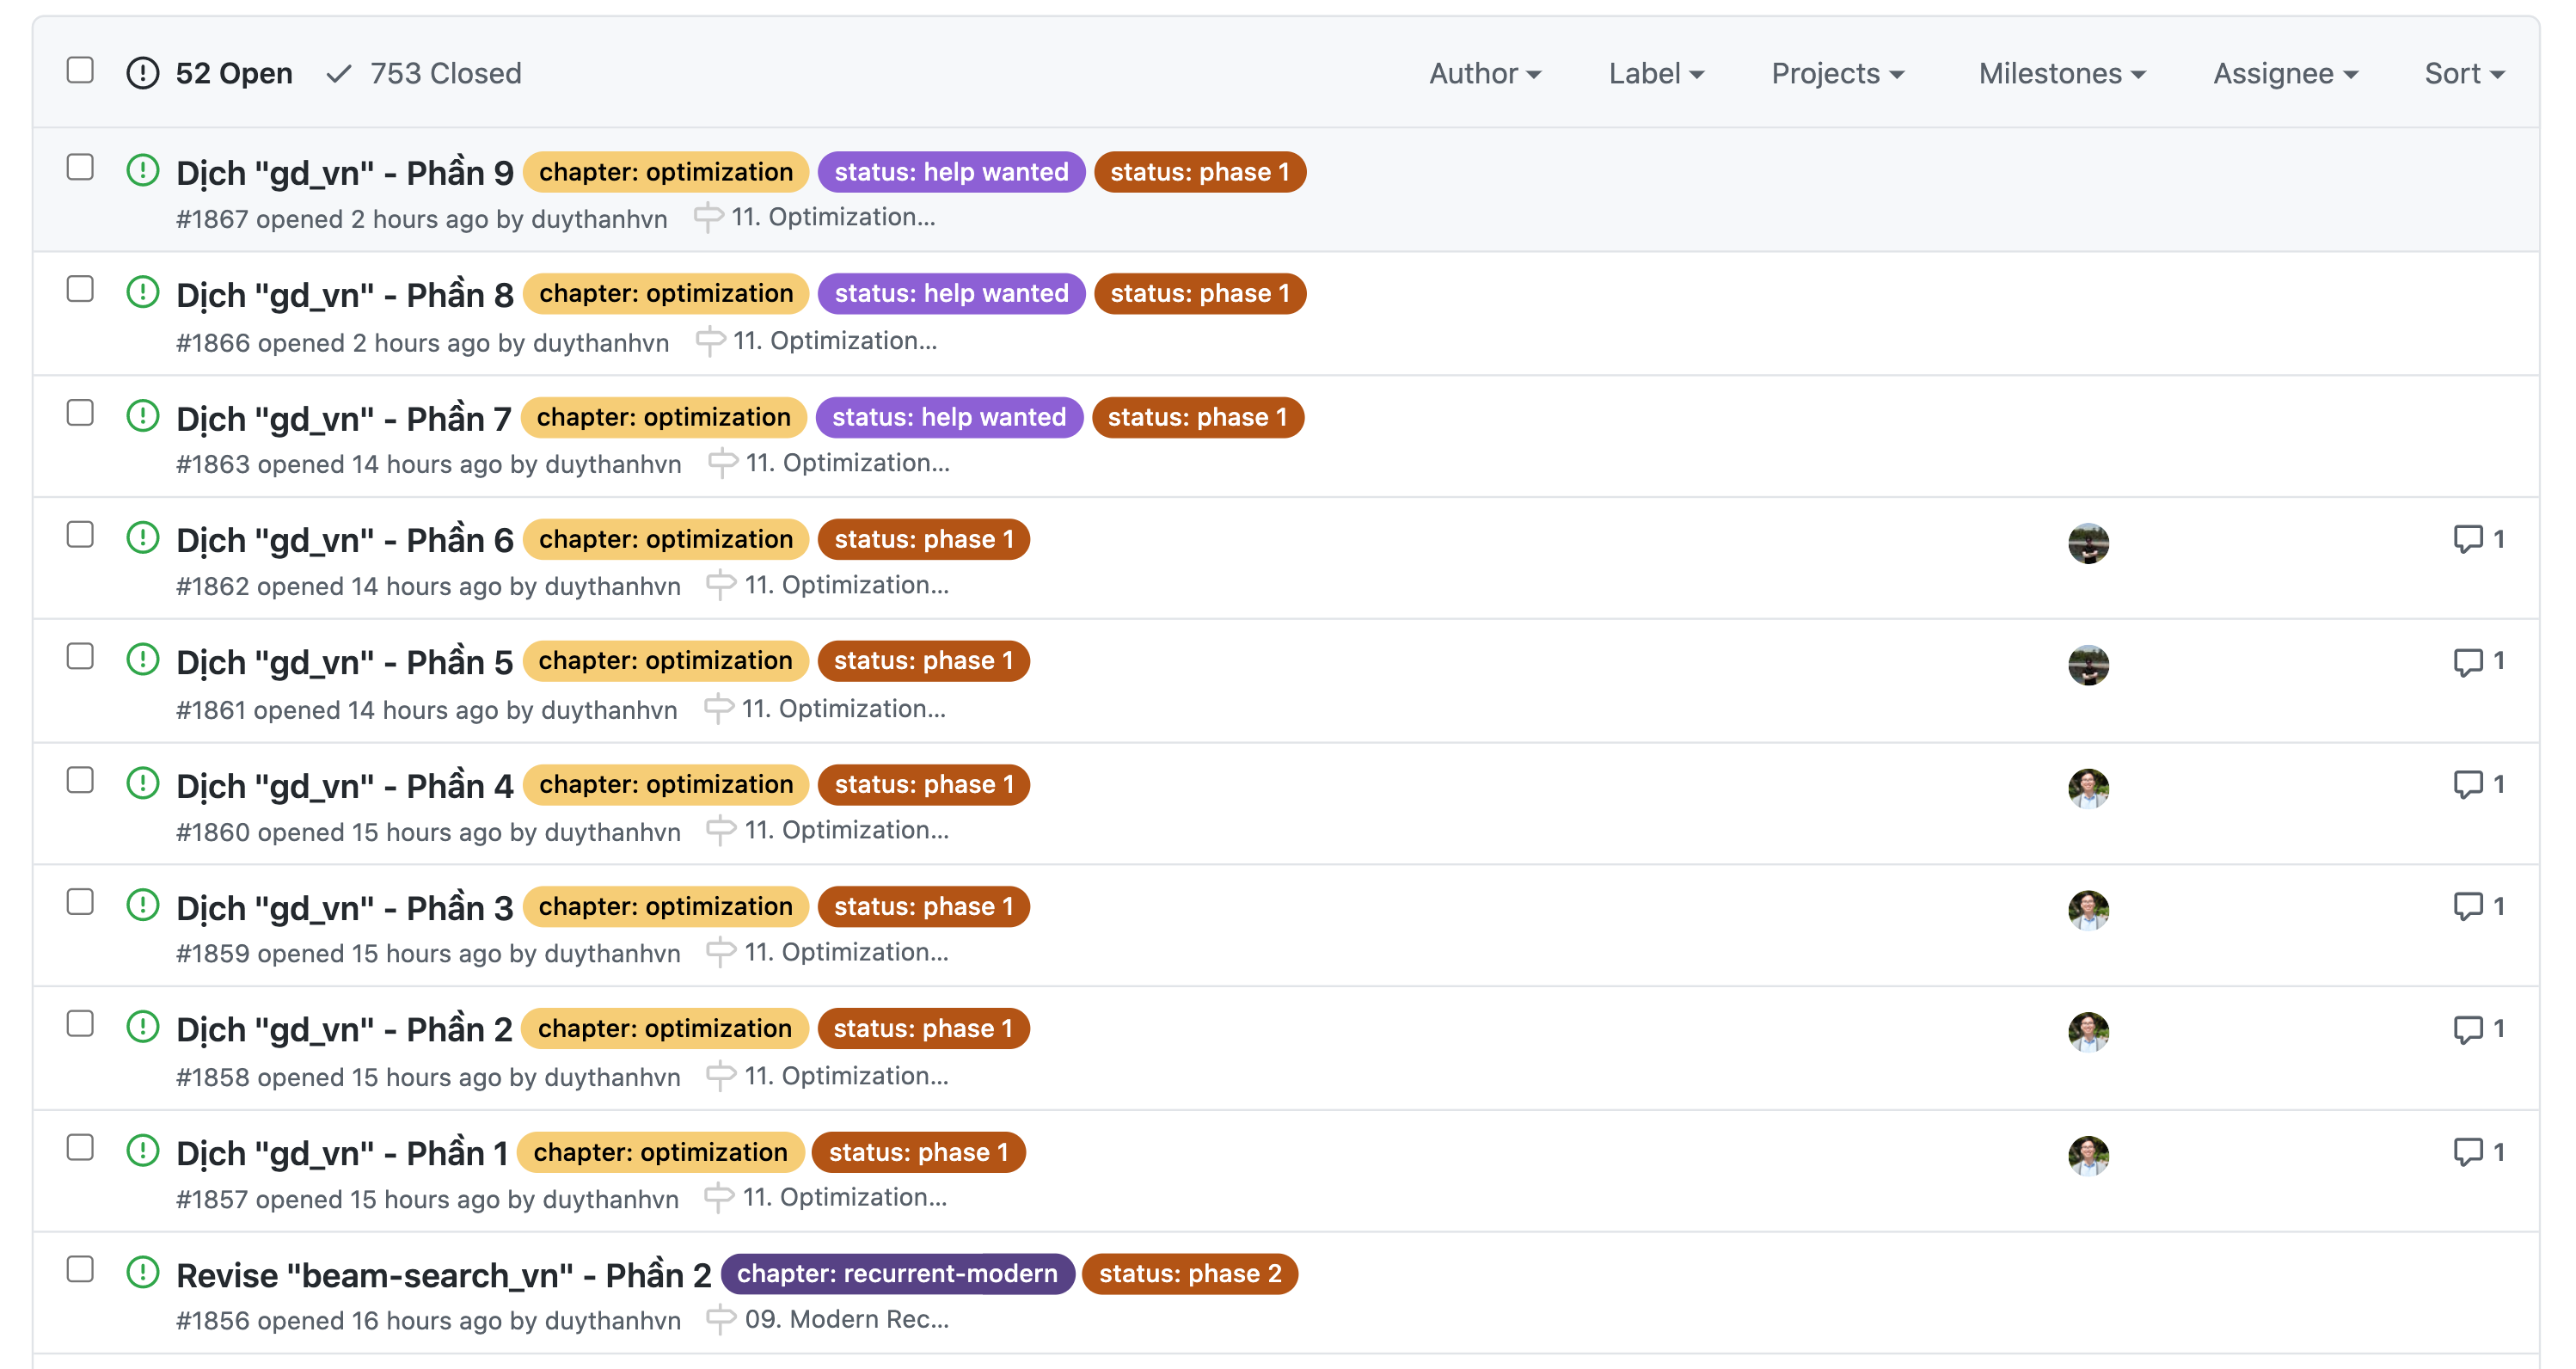 52 Open 753 Closed Author Label Projects Milestones Assignee Sort
Dịch "gd_vn" - Phần 9 chapter: optimization status: help wanted status: phase 1
#1867 opened 2 hours ago by duythanhvn 11. Optimization...
Dịch "gd_vn" - Phần 8 chapter: optimization status: help wanted status: phase 1
#1866 opened 2 hours ago by duythanhvn 11. Optimization...
Dịch "gd_vn" - Phần 7 chapter: optimization status: help wanted status: phase 1
#1863 opened 14 hours ago by duythanhvn 11. Optimization...
Dịch "gd_vn" - Phần 6 chapter: optimization status: phase 1 1
#1862 opened 14 hours ago by duythanhvn 11. Optimization...
Dịch "gd_vn" - Phần 5 chapter: optimization status: phase 1 1
#1861 opened 14 hours ago by duythanhvn 11. Optimization...
Dịch "gd_vn" - Phần 4 chapter: optimization status: phase 1 1
#1860 opened 15 hours ago by duythanhvn 11. Optimization...
Dịch "gd_vn" - Phần 3 chapter: optimization status: phase 1 1
#1859 opened 15 hours ago by duythanhvn 11. Optimization...
Dịch "gd_vn" - Phần 2 chapter: optimization status: phase 1 1
#1858 opened 15 hours ago by duythanhvn 11. Optimization...
Dịch "gd_vn" - Phần 1 chapter: optimization status: phase 1 1
#1857 opened 15 hours ago by duythanhvn 11. Optimization...
Revise "beam-search_vn" - Phần 2 chapter: recurrent-modern status: phase 2
#1856 opened 16 hours ago by duythanhvn 09. Modern Rec...